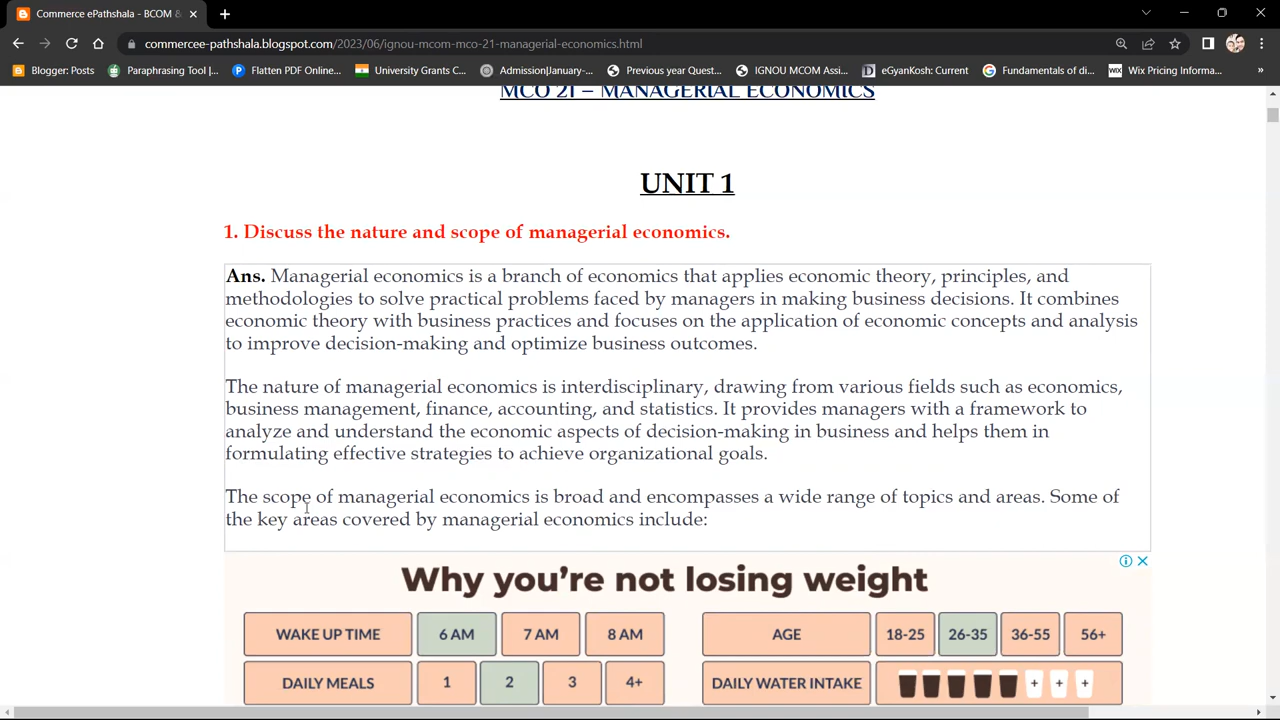 Commerce ePathshala - BCOM &
commercee-pathshala.blogspot.com/2023/06/ignou-mcom-mco-21-managerial-economics.html
Blogger: Posts Paraphrasing Tool |... Flatten PDF Online... University Grants C... Admission|January-... Previous year Quest... IGNOU MCOM Assi... eGyanKosh: Current Fundamentals of di... WIX Wix Pricing Informa... »
MCO 21 – MANAGERIAL ECONOMICS
UNIT 1
1. Discuss the nature and scope of managerial economics.
Ans. Managerial economics is a branch of economics that applies economic theory, principles, and
methodologies to solve practical problems faced by managers in making business decisions. It combines
economic theory with business practices and focuses on the application of economic concepts and analysis
to improve decision-making and optimize business outcomes.
The nature of managerial economics is interdisciplinary, drawing from various fields such as economics,
business management, finance, accounting, and statistics. It provides managers with a framework to
analyze and understand the economic aspects of decision-making in business and helps them in
formulating effective strategies to achieve organizational goals.
The scope of managerial economics is broad and encompasses a wide range of topics and areas. Some of
the key areas covered by managerial economics include:
Why you're not losing weight
WAKE UP TIME 6 AM 7 AM 8 AM AGE 18-25 26-35 36-55 56+
DAILY MEALS 1 2 3 4+ DAILY WATER INTAKE + + +